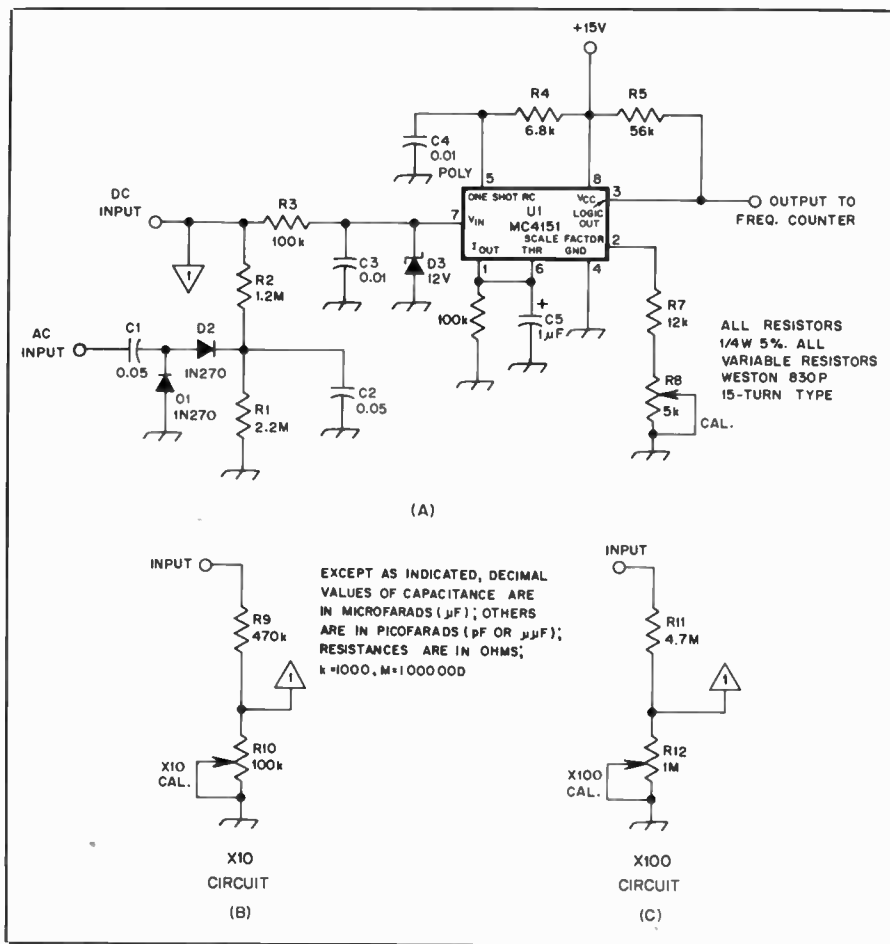 +15V
R4
6.8k
R5
56k
C4
0.01
POLY
5
8
3
DC
INPUT
R3
100k
7
ONE SHOT RC
VCC
VIN
U1
LOGIC
OUT
MC4151
SCALE FACTOR
IOUT
THR
GND
2
1
6
4
OUTPUT TO
FREQ. COUNTER
1
R2
1.2M
C3
0.01
D3
12V
100k
+
C5
1µF
R7
12k
R8
5k
CAL.
ALL RESISTORS
1/4W 5%. ALL
VARIABLE RESISTORS
WESTON 830P
15-TURN TYPE
AC
INPUT
C1
0.05
D2
1N270
O1
1N270
R1
2.2M
C2
0.05
(A)
INPUT
R9
470k
1
R10
100k
X10
CAL.
X10
CIRCUIT
(B)
EXCEPT AS INDICATED, DECIMAL
VALUES OF CAPACITANCE ARE
IN MICROFARADS (µF); OTHERS
ARE IN PICOFARADS (pF OR µµF);
RESISTANCES ARE IN OHMS;
k=1000, M=100000D
INPUT
R11
4.7M
1
R12
1M
X100
CAL.
X100
CIRCUIT
(C)